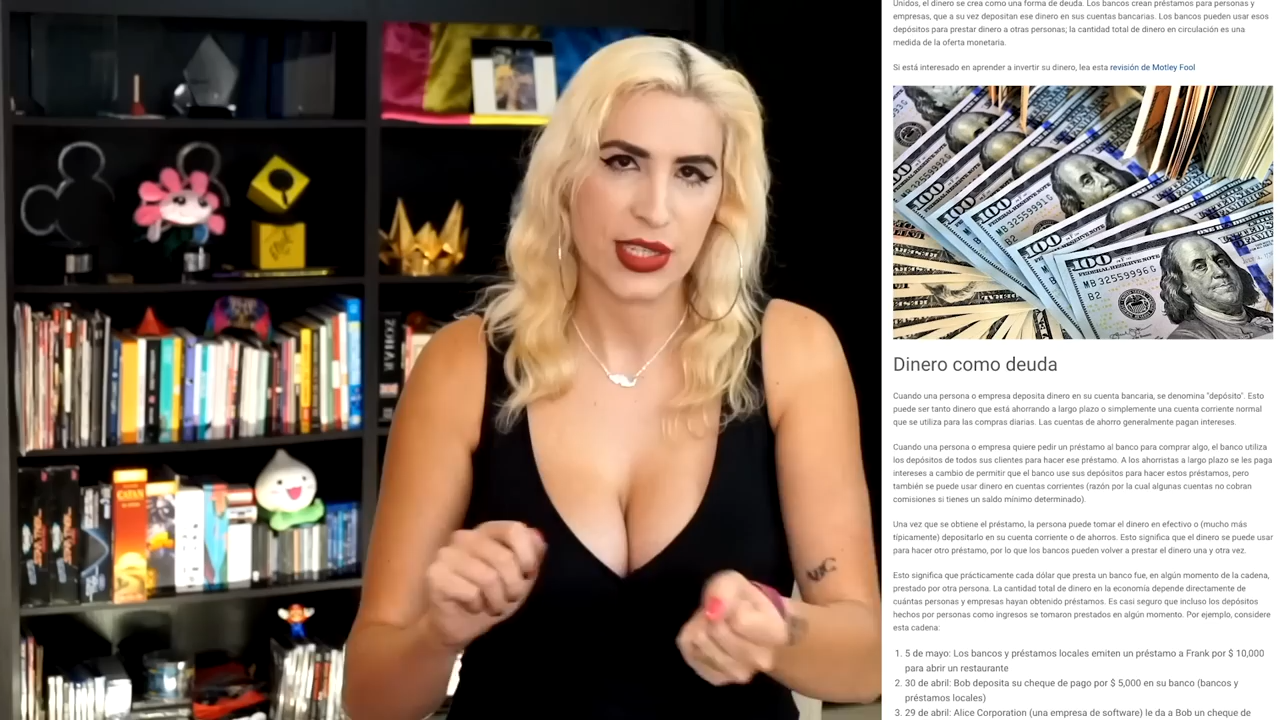 Unidos, el dinero se crea como una forma de deuda. Los bancos crean préstamos para personas y
empresas, que a su vez depositan ese dinero en sus cuentas bancarias. Los bancos pueden usar esos
depósitos para prestar dinero a otras personas; la cantidad total de dinero en circulación es una
medida de la oferta monetaria.
Si está interesado en aprender a invertir su dinero, lea esta revisión de Motley Fool
100
FEDERAL RESERVE NOTE
MB 32559991 G
B2
100
FEDERAL RESERVE NOTE
MB 32559996 G
B2
Dinero como deuda
Cuando una persona o empresa deposita dinero en su cuenta bancaria, se denomina "depósito". Esto
puede ser tanto dinero que está ahorrando a largo plazo o simplemente una cuenta corriente normal
que se utiliza para las compras diarias. Las cuentas de ahorro generalmente pagan intereses.
Cuando una persona o empresa quiere pedir un préstamo al banco para comprar algo, el banco utiliza
los depósitos de todos sus clientes para hacer ese préstamo. A los ahorristas a largo plazo se les paga
intereses a cambio de permitir que el banco use sus depósitos para hacer estos préstamos, pero
también se puede usar dinero en cuentas corrientes (razón por la cual algunas cuentas no cobran
comisiones si tienes un saldo mínimo determinado).
Una vez que se obtiene el préstamo, la persona puede tomar el dinero en efectivo o (mucho más
típicamente) depositarlo en su cuenta corriente o de ahorros. Esto significa que el dinero se puede usar
para hacer otro préstamo, por lo que los bancos pueden volver a prestar el dinero una y otra vez.
Esto significa que prácticamente cada dólar que presta un banco fue, en algún momento de la cadena,
prestado por otra persona. La cantidad total de dinero en la economía depende directamente de
cuántas personas y empresas hayan obtenido préstamos. Es casi seguro que incluso los depósitos
hechos por personas como ingresos se tomaron prestados en algún momento. Por ejemplo, considere
esta cadena:
1. 5 de mayo: Los bancos y préstamos locales emiten un préstamo a Frank por $ 10,000
para abrir un restaurante
2. 30 de abril: Bob deposita su cheque de pago por $ 5,000 en su banco (bancos y
préstamos locales)
3. 29 de abril: Alice Corporation (una empresa de software) le da a Bob un cheque de
CATAN